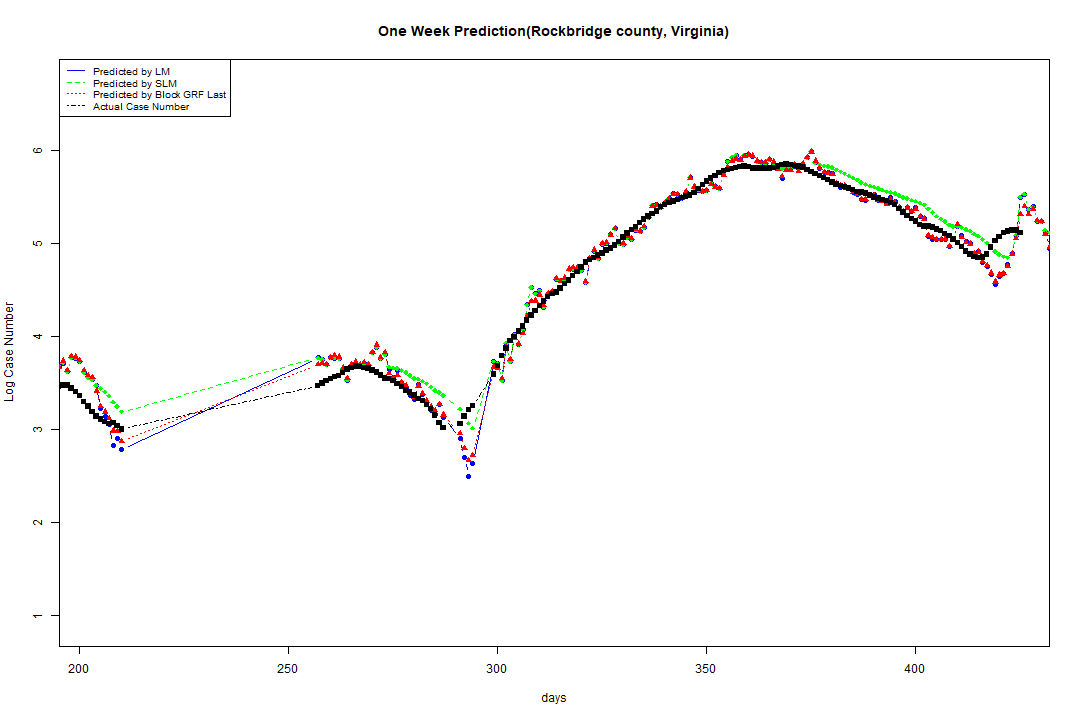 One Week Prediction(Rockbridge county, Virginia)
Predicted by LM
Predicted by SLM
Predicted by Block GRF Last
Actual Case Number
Log Case Number
6
5
4
3
2
1
200 250 300 350 400
days